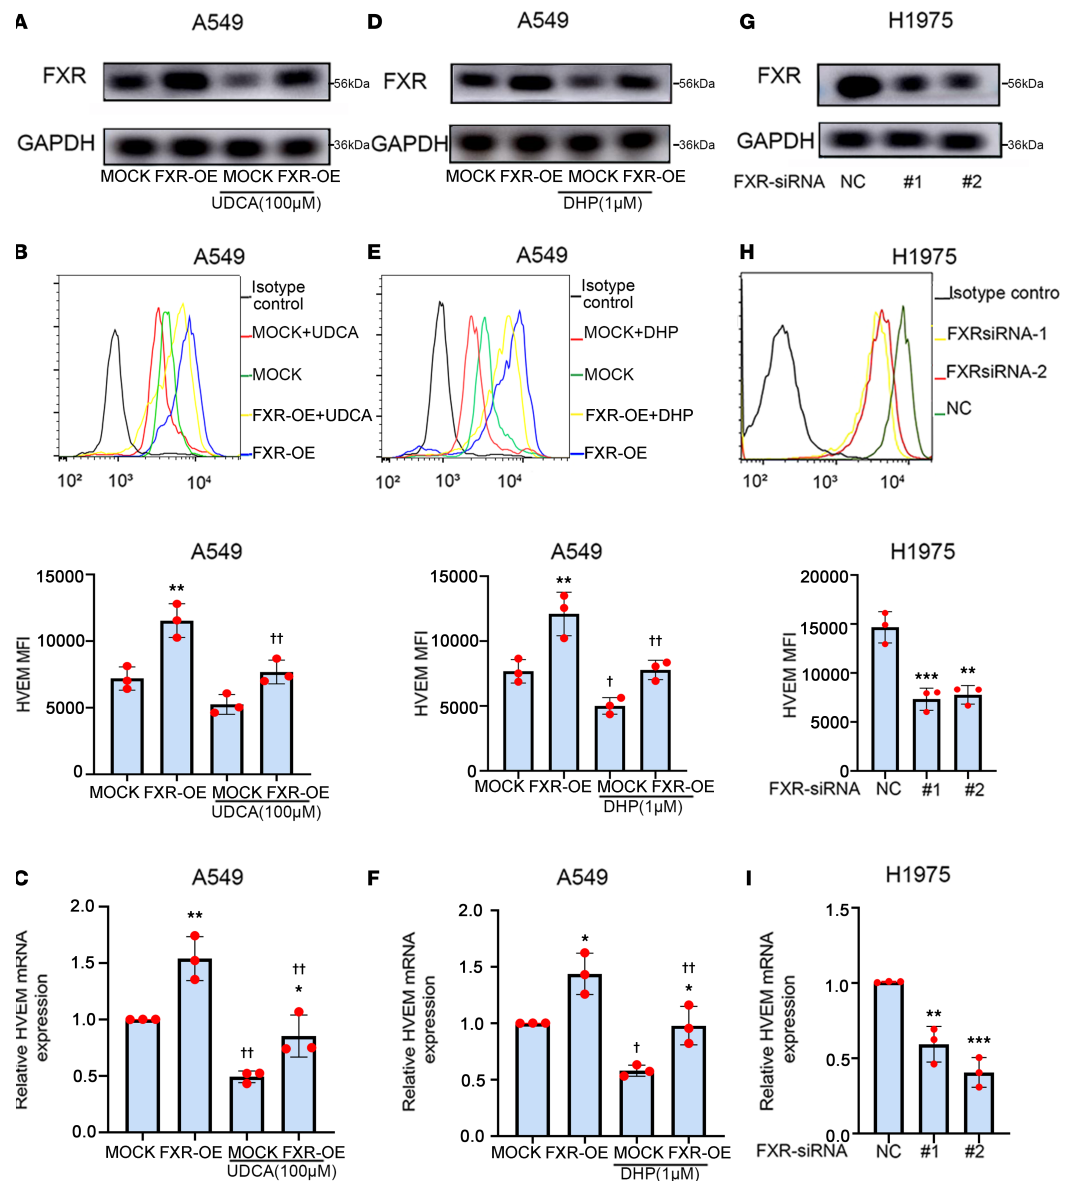 A
A549
FXR
56kDa
GAPDH
36kDa
MOCK FXR-OE MOCK FXR-OE
UDCA(100μM)
D
A549
FXR
56kDa
GAPDH
36kDa
MOCK FXR-OE MOCK FXR-OE
DHP(1μM)
G
H1975
FXR
56kDa
GAPDH
36kDa
FXR-siRNA NC #1 #2
B
A549
Isotype
control
MOCK+UDCA
MOCK
FXR-OE+UDCA
FXR-OE
10² 10³ 10⁴
A549
15000
**
10000
††
5000
0
HVEM MFI
MOCK FXR-OE MOCK FXR-OE
UDCA(100μM)
E
A549
Isotype
control
MOCK+DHP
MOCK
FXR-OE+DHP
FXR-OE
10² 10³ 10⁴
A549
15000
**
10000
††
†
5000
0
HVEM MFI
MOCK FXR-OE MOCK FXR-OE
DHP(1μM)
H
H1975
Isotype contro
FXRsiRNA-1
FXRsiRNA-2
NC
10² 10³ 10⁴
H1975
20000
15000
10000
*** **
5000
0
HVEM MFI
FXR-siRNA NC #1 #2
C
A549
2.0
**
1.5
††
*
1.0
††
0.5
0.0
Relative HVEM mRNA
expression
MOCK FXR-OE MOCK FXR-OE
UDCA(100μM)
F
A549
2.0
*
1.5
††
*
1.0
†
0.5
0.0
Relative HVEM mRNA
expression
MOCK FXR-OE MOCK FXR-OE
DHP(1μM)
I
H1975
1.5
1.0
**
***
0.5
0.0
Relative HVEM mRNA
expression
FXR-siRNA NC #1 #2